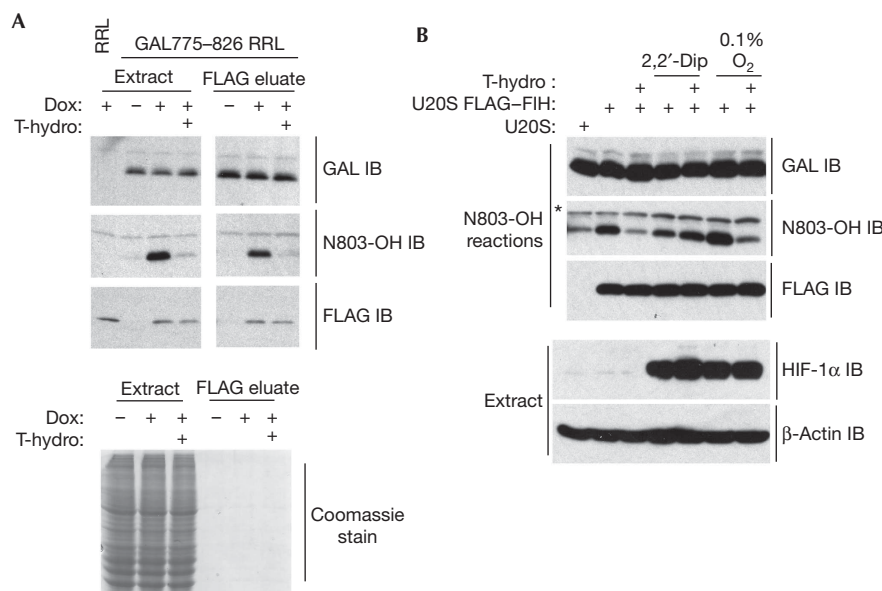 A
RRL
GAL775–826 RRL
Extract FLAG eluate
Dox: + – + + – + +
T-hydro: + +
GAL IB
N803-OH IB
FLAG IB
Extract FLAG eluate
Dox: – + + – + +
T-hydro: + +
Coomassie
stain
B
0.1%
2,2′-Dip O2
T-hydro : + + +
U20S FLAG–FIH: + + + + + +
U20S: +
GAL IB
*
N803-OH
reactions
N803-OH IB
FLAG IB
HIF-1α IB
Extract
β-Actin IB